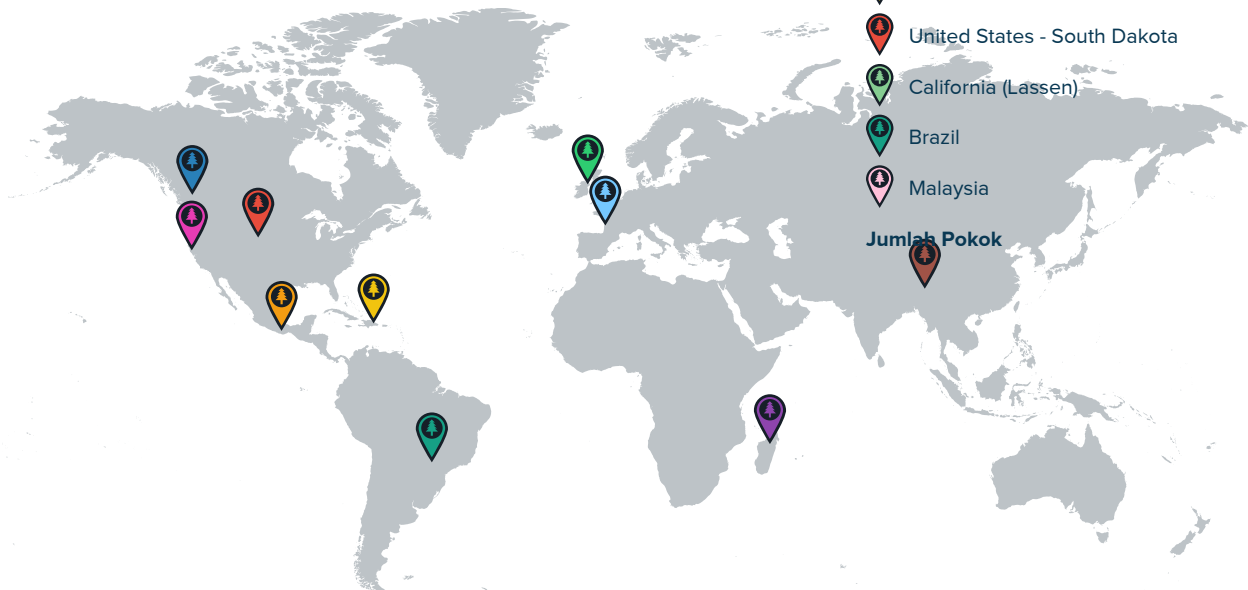 United States - South Dakota
California (Lassen)
Brazil
Malaysia
Jumlah Pokok